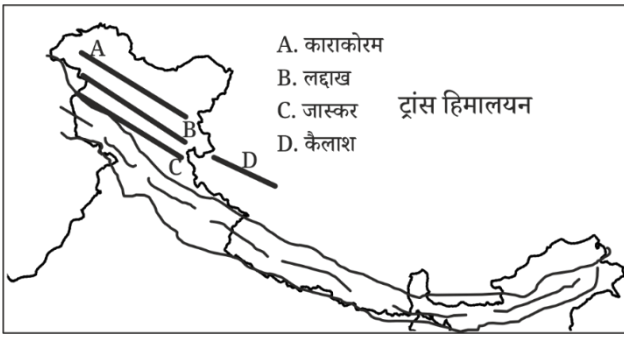 A
A. काराकोरम
B. लद्दाख
C. जास्कर
ट्रांस हिमालयन
D. कैलाश
B
C
D